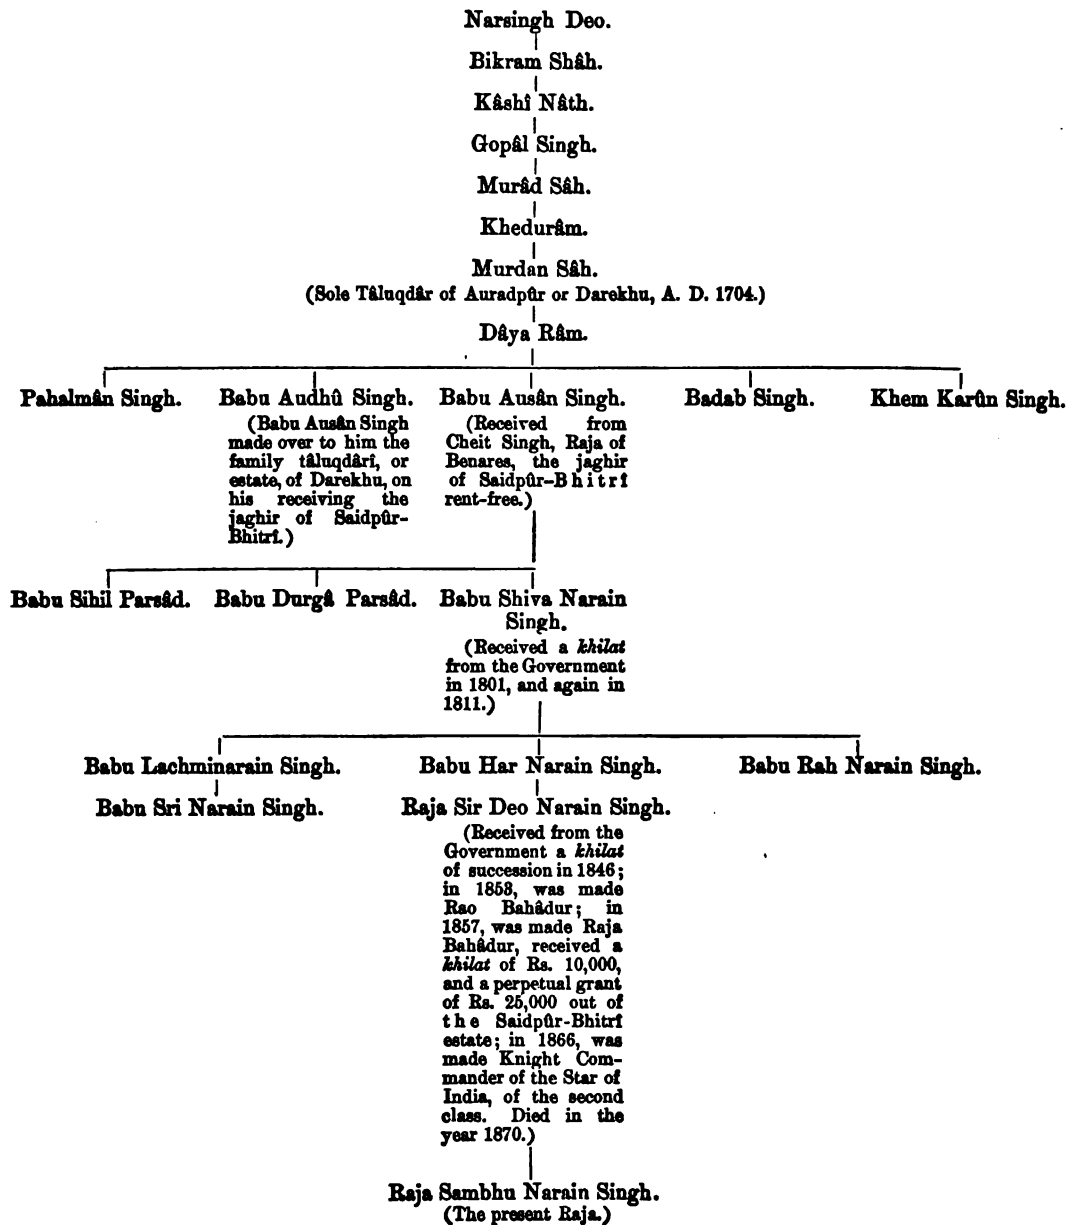 Narsingh Deo.
Bikram Shâh.
Kâshî Nâth.
Gopâl Singh.
Murâd Sâh.
Khedurâm.
Murdan Sâh.
(Sole Tâluqdâr of Auradpûr or Darekhu, A. D. 1704.)
Dâya Râm.
Pahalmân Singh.
Babu Audhû Singh.
(Babu Ausân Singh
made over to him the
family tâluqdârî, or
estate, of Darekhu, on
his receiving the
jaghir of Saidpûr-
Bhitrî.)
Babu Ausân Singh.
(Received from
Cheit Singh, Raja of
Benares, the jaghir
of Saidpûr-Bhitrî
rent-free.)
Badab Singh.
Khem Karûn Singh.
Babu Sihil Parsâd.
Babu Durgâ Parsâd.
Babu Shiva Narain
Singh.
(Received a khilat
from the Government
in 1801, and again in
1811.)
Babu Lachminarain Singh.
Babu Har Narain Singh.
Babu Rah Narain Singh.
Babu Sri Narain Singh.
Raja Sir Deo Narain Singh.
(Received from the
Government a khilat
of succession in 1846;
in 1853, was made
Rao Bahâdur; in
1857, was made Raja
Bahâdur, received a
khilat of Rs. 10,000,
and a perpetual grant
of Rs. 25,000 out of
the Saidpûr-Bhitrî
estate; in 1866, was
made Knight Com-
mander of the Star of
India, of the second
class. Died in the
year 1870.)
Raja Sambhu Narain Singh.
(The present Raja.)